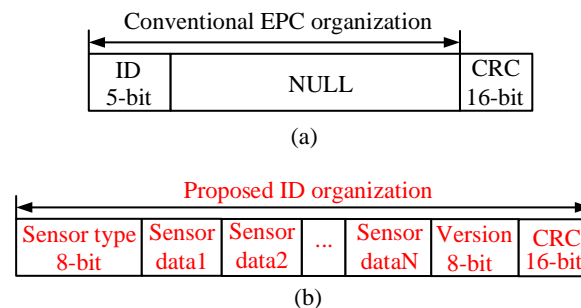 Conventional EPC organization
ID
5-bit
NULL
CRC
16-bit
(a)
Proposed ID organization
Sensor type
8-bit
Sensor
data1
Sensor
data2
...
Sensor
dataN
Version
8-bit
CRC
16-bit
(b)